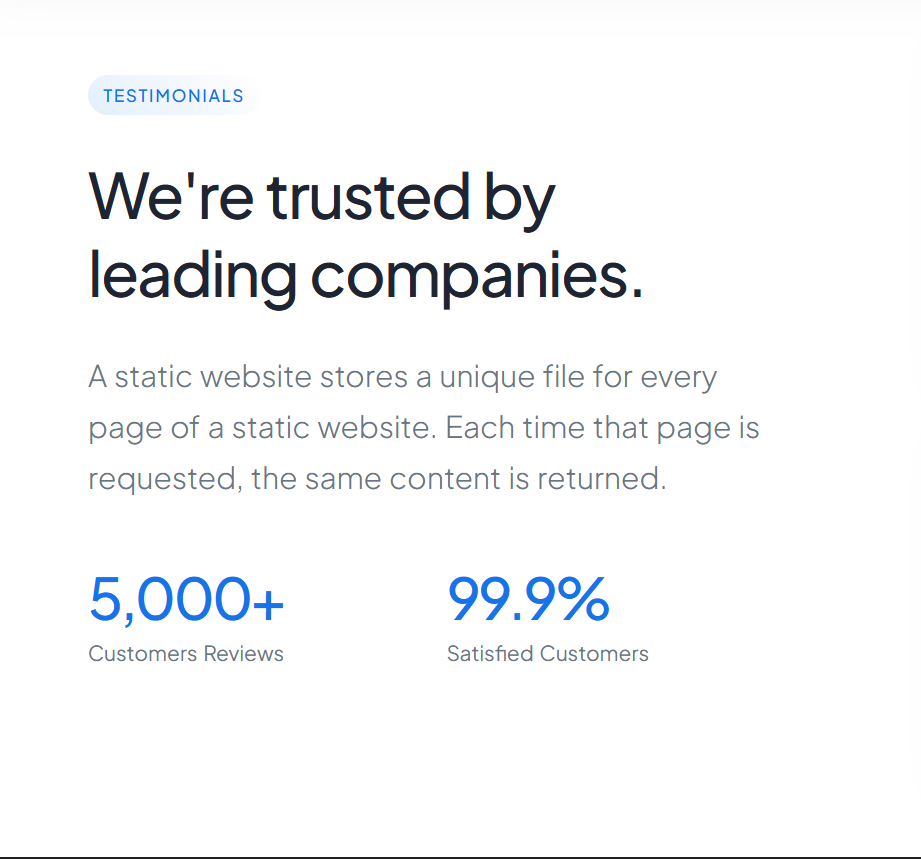 TESTIMONIALS
We're trusted by
leading companies.
A static website stores a unique file for every
page of a static website. Each time that page is
requested, the same content is returned.
5,000+ 99.9%
Customers Reviews Satisfied Customers